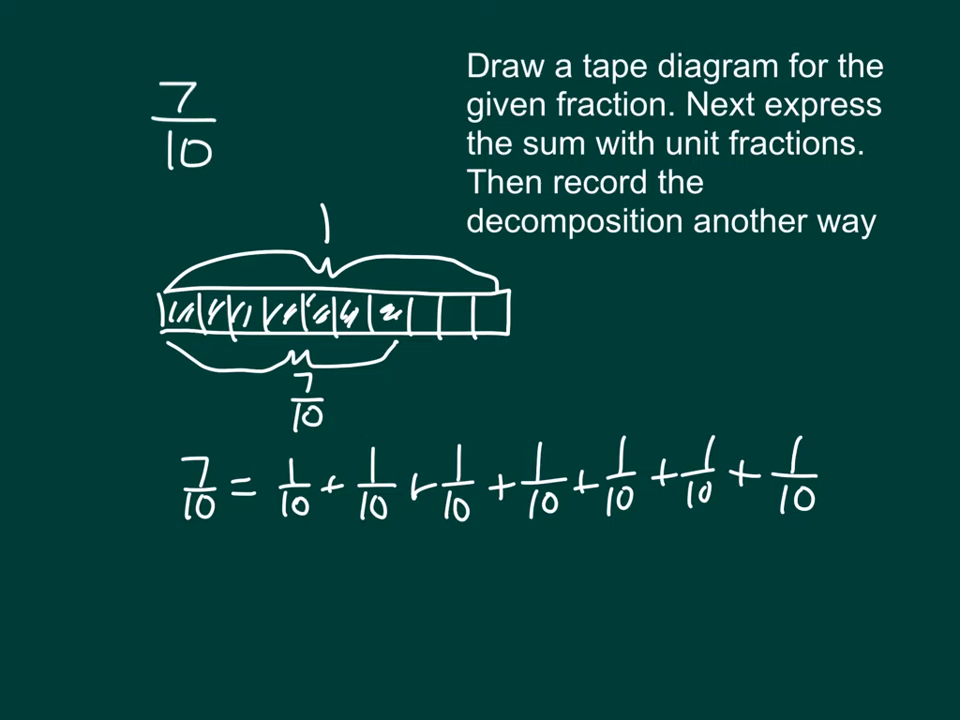 7/10
Draw a tape diagram for the
given fraction. Next express
the sum with unit fractions.
Then record the
decomposition another way
1
7/10
7/10 = 1/10 + 1/10 + 1/10 + 1/10 + 1/10 + 1/10 + 1/10